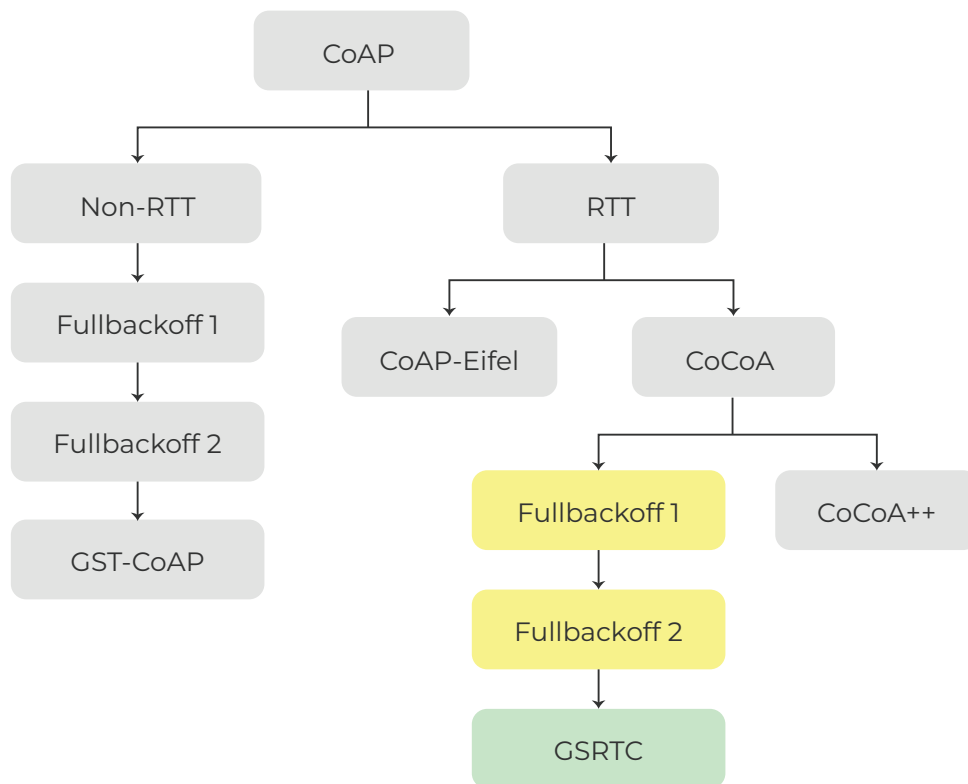 CoAP
Non-RTT
RTT
Fullbackoff 1
CoAP-Eifel
CoCoA
Fullbackoff 2
Fullbackoff 1
CoCoA++
GST-CoAP
Fullbackoff 2
GSRTC